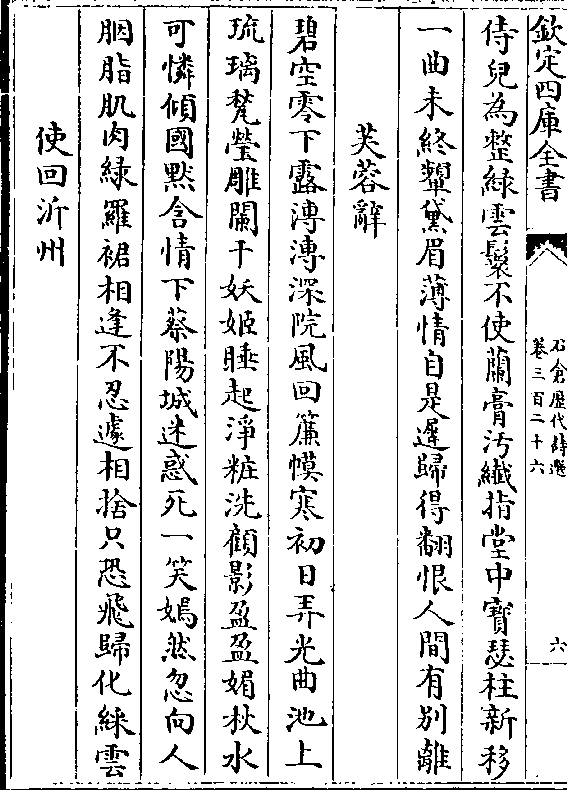 欽定四庫全書
石倉歷代詩選
卷三百二十六
六
侍兒為整綠雲鬟不使蘭膏汚纖指堂中寳瑟柱新移
一曲未終顰黛眉薄情自是遲歸得翻恨人間有别離
芙蓉辭
碧空零下露漙漙深院風回簾幙寒初日弄光曲池上
琉璃甃瑩雕闌干妖姬睡起淨粧洗顧影盈盈媚秋水
可憐傾國黙含情下蔡陽城迷惑死一笑嫣然忽向人
胭脂肌肉緑羅裙相逢不忍遽相捨只恐飛歸化綵雲
使回沂州